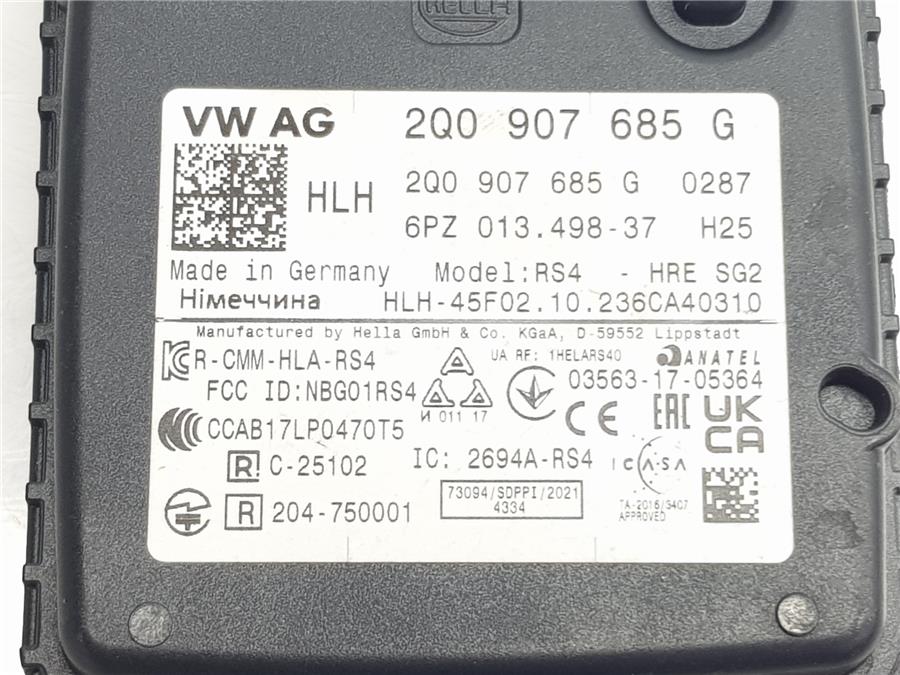 HELLA
VW AG 2Q0 907 685 G
HLH 2Q0 907 685 G 0287
6PZ 013.498-37 H25
Made in Germany Model:RS4 - HRE SG2
Німеччина HLH-45F02.10.236CA40310
Manufactured by Hella GmbH & Co. KGaA, D-59552 Lippstadt
R-CMM-HLA-RS4 UA RF: 1HELARS40 ANATEL
FCC ID:NBG01RS4 03563-17-05364
И 011 17 CE EAC UKCA
CCAB17LP0470T5
R C-25102 IC: 2694A-RS4 ICASA
R 204-750001 73094/SDPPI/2021
4334
TA-2016/3407
APPROVED